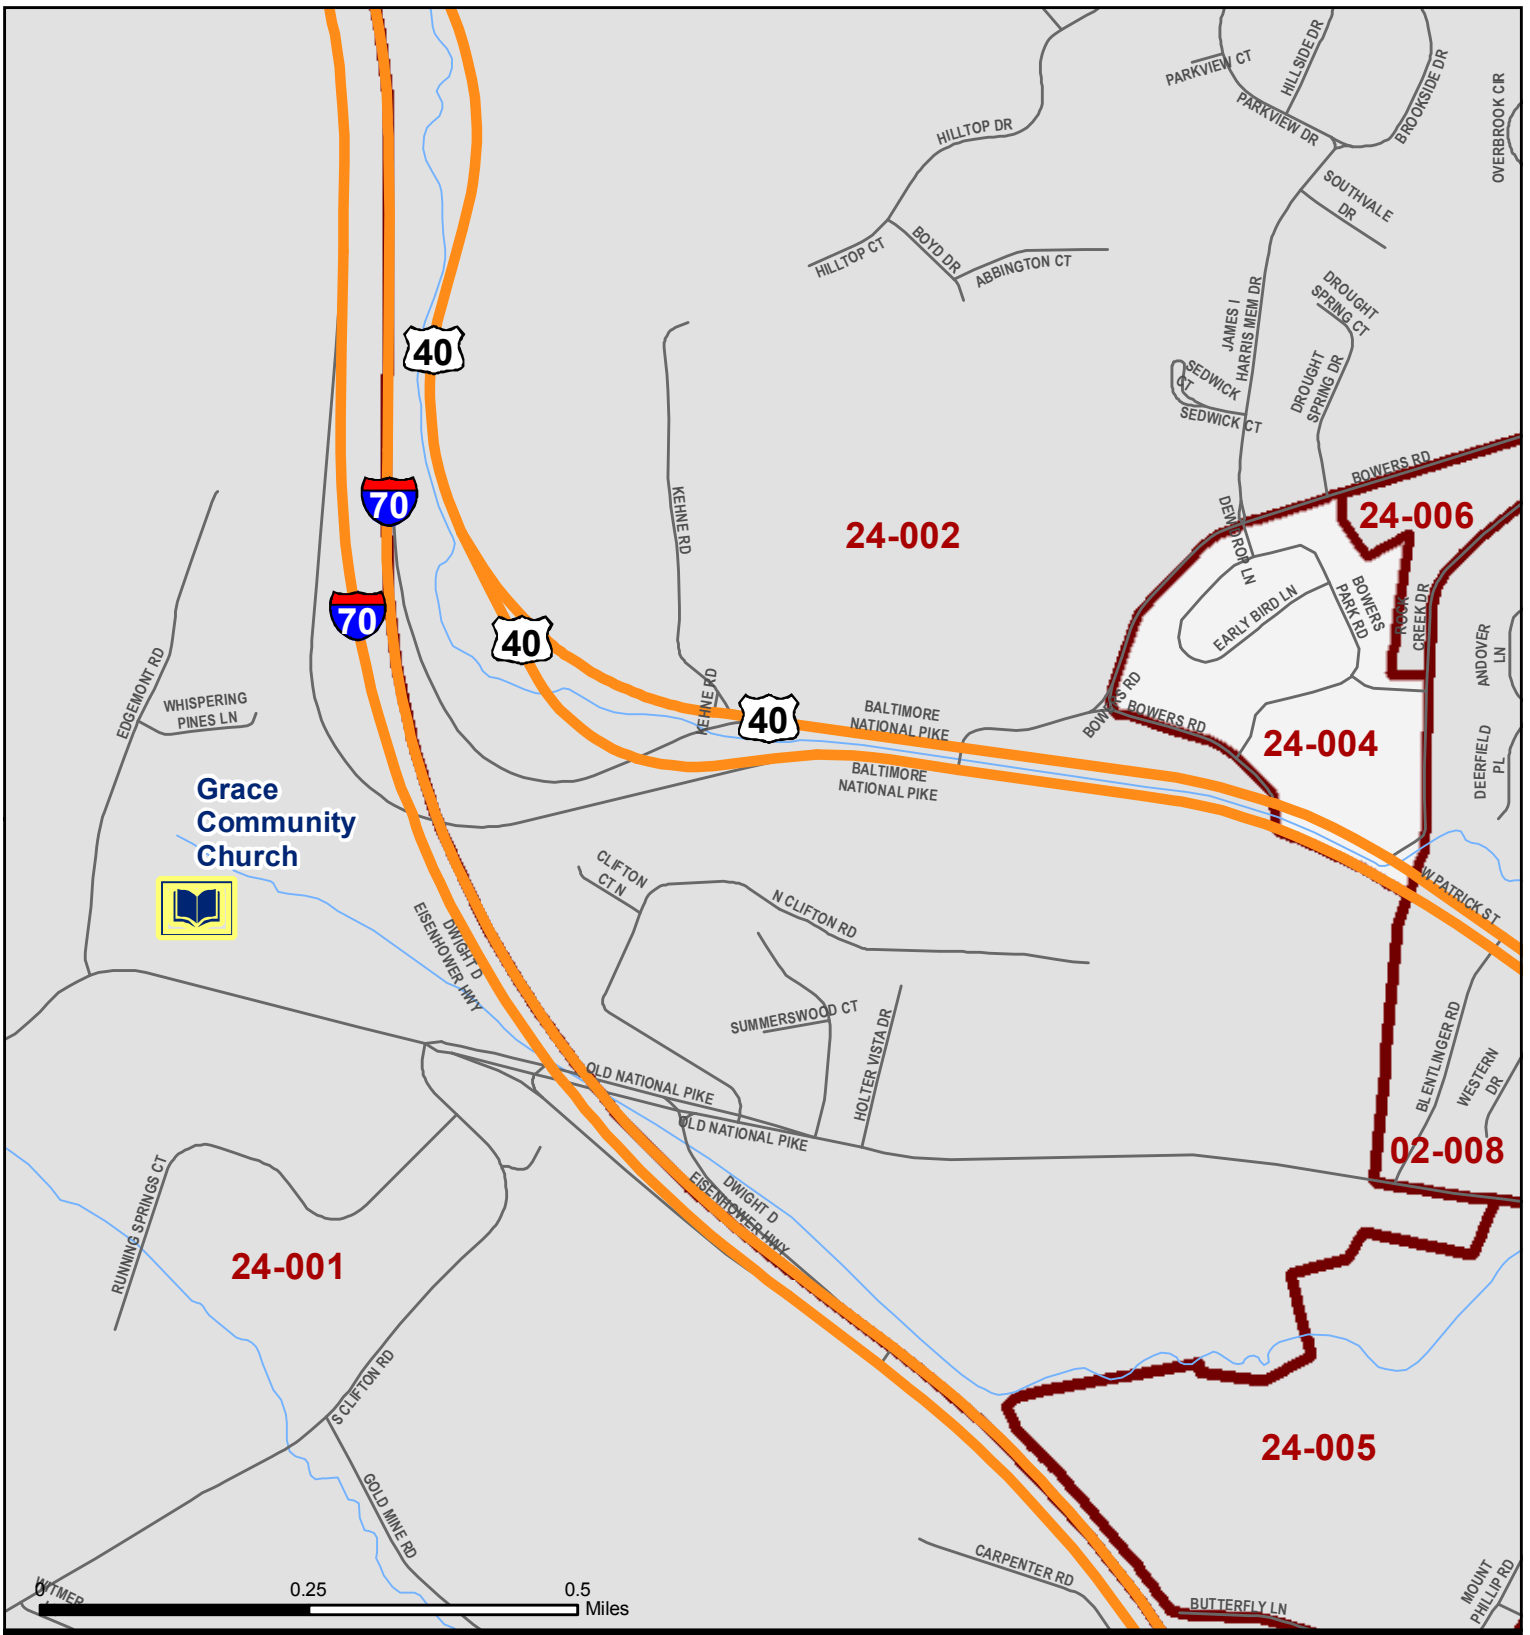 PARKVIEW CT
HILLSIDE DR
BROOKSIDE DR
PARKVIEW DR
OVERBROOK CIR
HILLTOP DR
SOUTHVALE
DR
HILLTOP CT
BOYD DR
ABBINGTON CT
JAMES I
HARRIS MEM DR
DROUGHT
SPRING CT
DROUGHT
SPRING DR
SEDWICK
CT
SEDWICK CT
40
70
KEHNE RD
24-002
BOWERS RD
24-006
DEWDROP LN
EARLY BIRD LN
BOWERS
PARK RD
ROCK
CREEK DR
ANDOVER
LN
70
40
EDGEMONT RD
WHISPERING
PINES LN
KEHNE RD
40
BALTIMORE
NATIONAL PIKE
BOWERS RD
BOWERS RD
24-004
DEERFIELD
PL
BALTIMORE
NATIONAL PIKE
Grace
Community
Church
CLIFTON
CT N
N CLIFTON RD
W PATRICK ST
DWIGHT D
EISENHOWER HWY
SUMMERSWOOD CT
HOLTER VISTA DR
BLENTLINGER RD
WESTERN
DR
OLD NATIONAL PIKE
OLD NATIONAL PIKE
02-008
RUNNING SPRINGS CT
DWIGHT D
EISENHOWER HWY
24-001
S CLIFTON RD
24-005
GOLD MINE RD
CARPENTER RD
MOUNT
PHILLIP RD
WITMER
BUTTERFLY LN
0
0.25
0.5
Miles